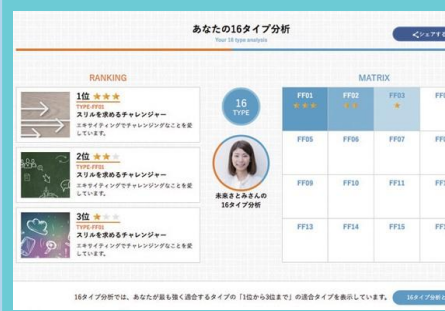 あなたの16タイプ分析
Your 16 type analysis
シェアする
RANKING
1位
TYPE-FF01
スリルを求めるチャレンジャー
エキサイティングでチャレンジングなことを愛
しています。
2位
TYPE-FF01
スリルを求めるチャレンジャー
エキサイティングでチャレンジングなことを愛
しています。
3位
TYPE-FF01
スリルを求めるチャレンジャー
エキサイティングでチャレンジングなことを愛
しています。
16
TYPE
未来さとみさんの
16タイプ分析
MATRIX
FF01 FF02 FF03
FF05 FF06 FF07
FF09 FF10 FF11
FF13 FF14 FF15
16タイプ分析では、あなたが最も強く適合するタイプの「1位から3位まで」の適合タイプを表示しています。
16タイプ分析と